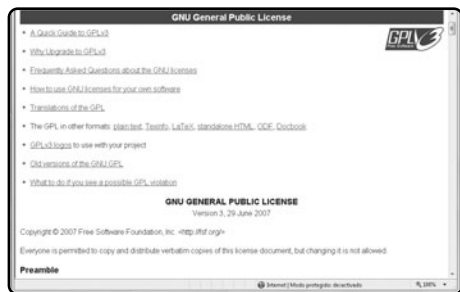 GNU General Public License
GPLv3
Free Software
• A Quick Guide to GPLv3
• Why Upgrade to GPLv3
• Frequently Asked Questions about the GNU licenses
• How to use GNU licenses for your own software
• Translations of the GPL
• The GPL in other formats: plain text, Texinfo, LaTeX, standalone HTML, ODF, Docbook
• GPLv3 logos to use with your project
• Old versions of the GNU GPL
• What to do if you see a possible GPL violation
GNU GENERAL PUBLIC LICENSE
Version 3, 29 June 2007
Copyright © 2007 Free Software Foundation, Inc. <http://fsf.org/>
Everyone is permitted to copy and distribute verbatim copies of this license document, but changing it is not allowed.
Preamble
Internet | Modo protegido: desactivado 100%